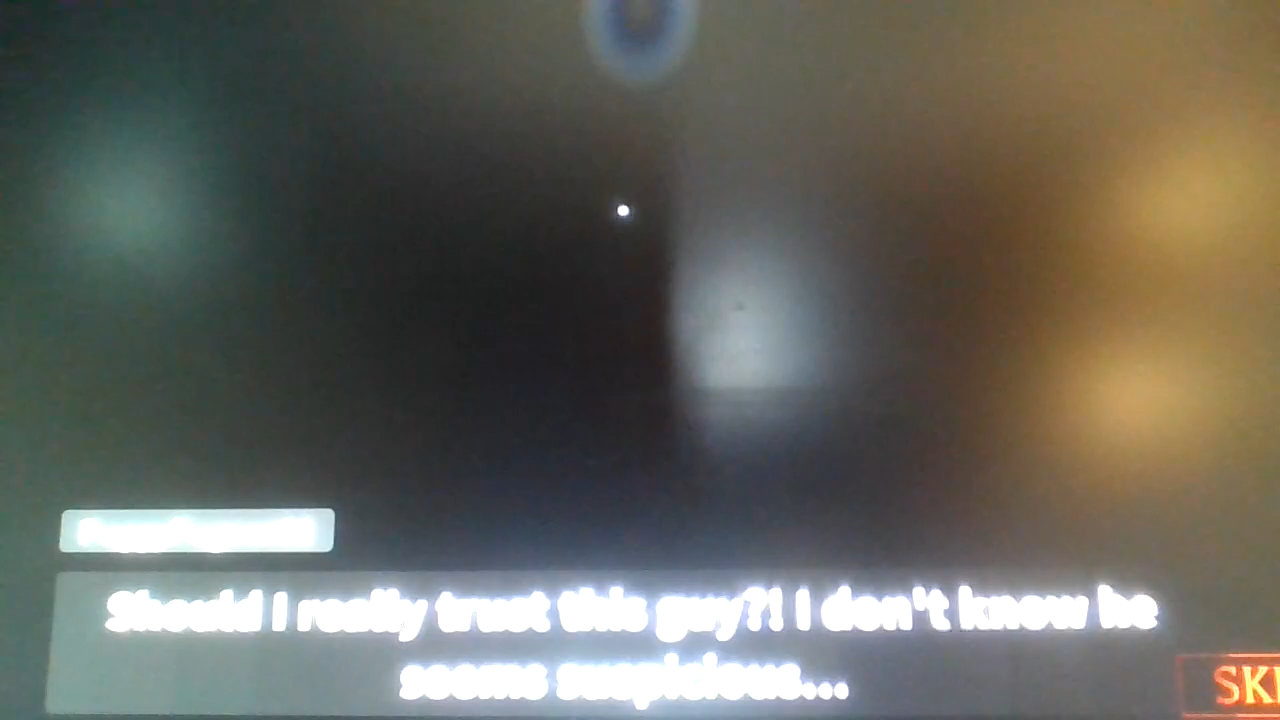 Should I really trust this guy?! I don't know he
seems suspicious...